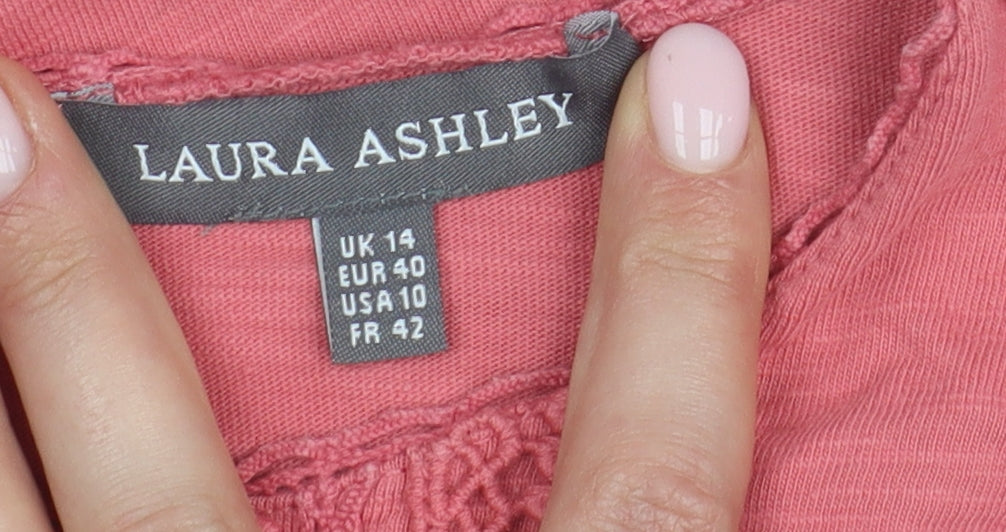 LAURA ASHLEY
UK 14
EUR 40
USA 10
FR 42